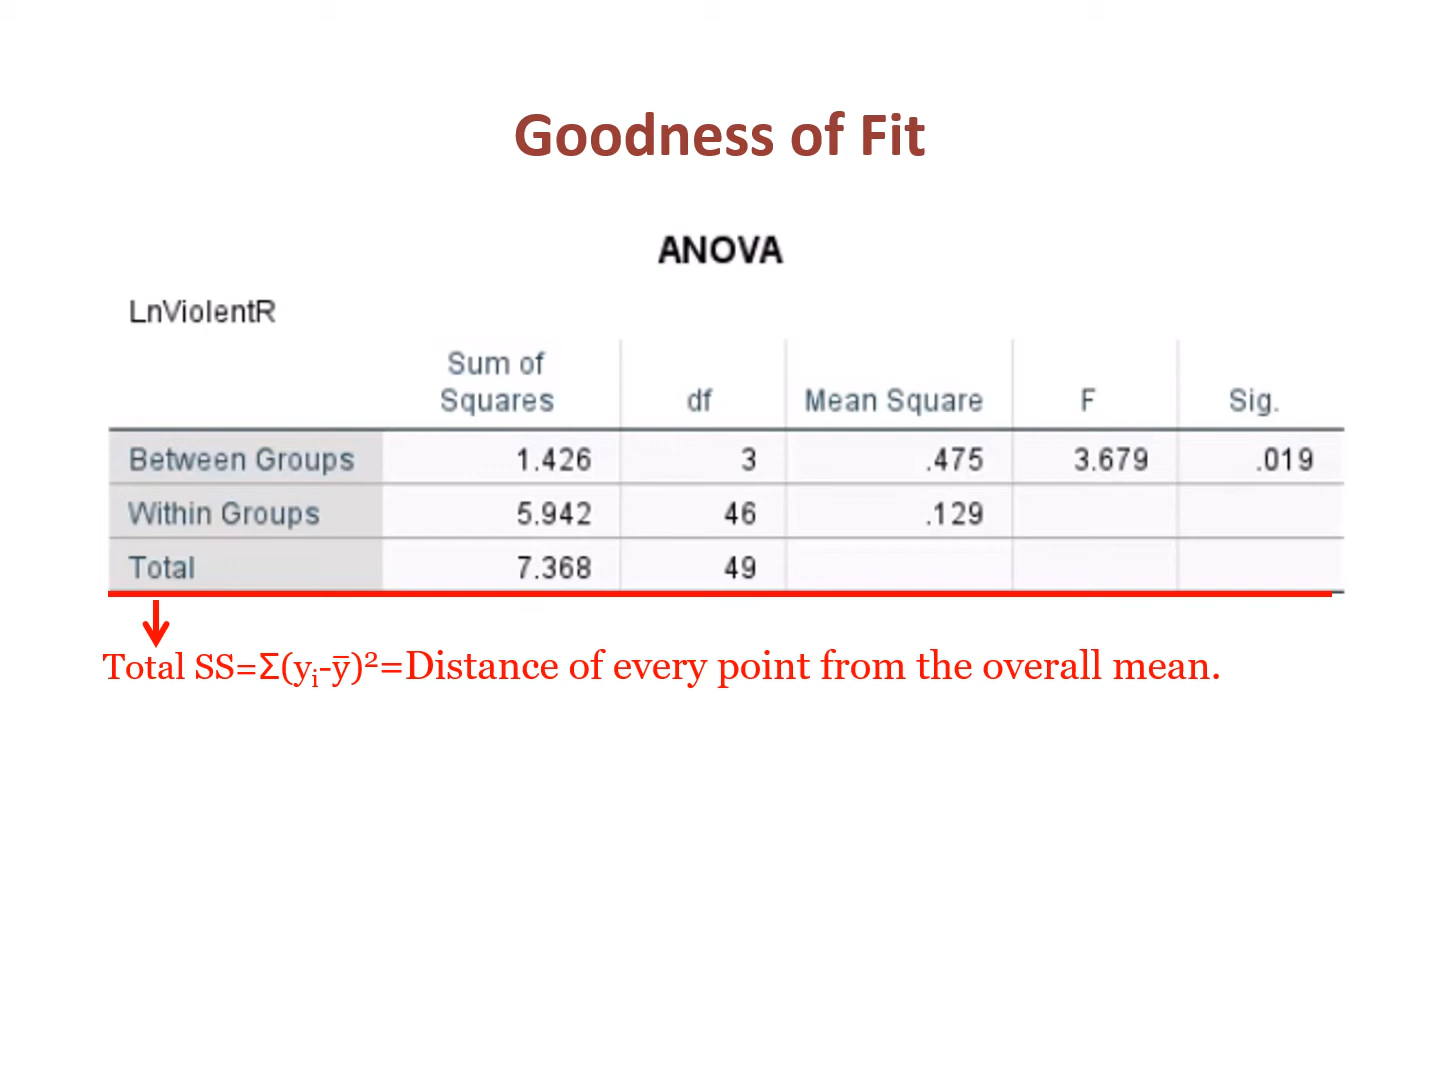 Goodness of Fit
ANOVA
LnViolentR
Sum of Squares df Mean Square F Sig.
Between Groups 1.426 3 .475 3.679 .019
Within Groups 5.942 46 .129
Total 7.368 49
Total SS=Σ(yᵢ-ȳ)²=Distance of every point from the overall mean.